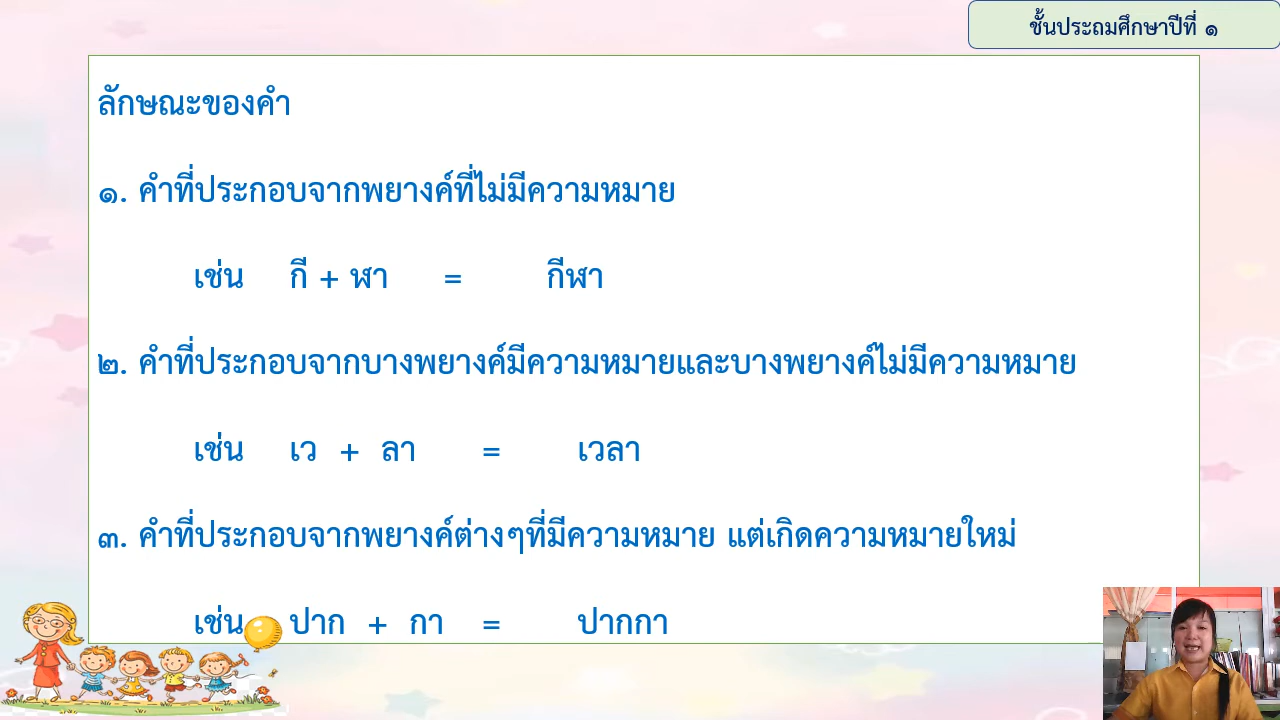 ชั้นประถมศึกษาปีที่ ๑
ลักษณะของคำ
๑. คำที่ประกอบจากพยางค์ที่ไม่มีความหมาย
เช่น กี + ฬา = กีฬา
๒. คำที่ประกอบจากบางพยางค์มีความหมายและบางพยางค์ไม่มีความหมาย
เช่น เว + ลา = เวลา
๓. คำที่ประกอบจากพยางค์ต่างๆที่มีความหมาย แต่เกิดความหมายใหม่
เช่น ปาก + กา = ปากกา